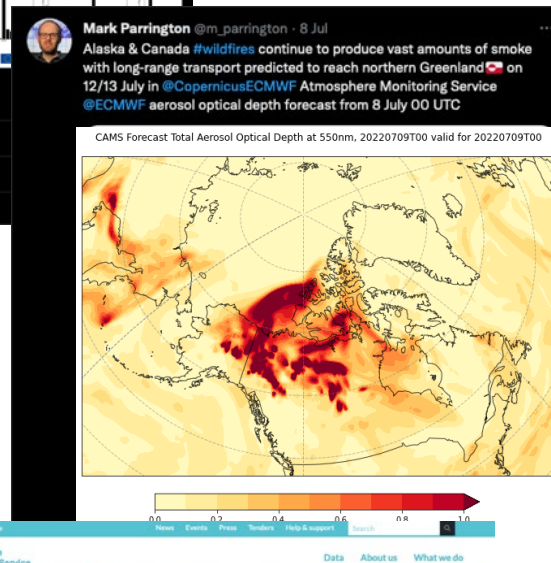 Mark Parrington @m_parrington · 8 Jul
Alaska & Canada #wildfires continue to produce vast amounts of smoke
with long-range transport predicted to reach northern Greenland🇬🇱 on
12/13 July in @CopernicusECMWF Atmosphere Monitoring Service
@ECMWF aerosol optical depth forecast from 8 July 00 UTC
CAMS Forecast Total Aerosol Optical Depth at 550nm, 20220709T00 valid for 20220709T00
0.0 0.2 0.4 0.6 0.8 1.0
News Events Press Tenders Help & support Search
Service
Data About us What we do